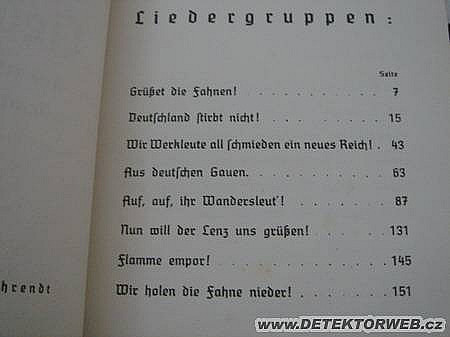 Liedergruppen:
Seite
Grüßet die Fahnen! . . . . . . . . . . . 7
Deutschland stirbt nicht! . . . . . . . . . 15
Wir Werkleute all schmieden ein neues Reich! . 43
Aus deutschen Gauen. . . . . . . . . . . 63
Auf, auf, ihr Wandersleut'! . . . . . . . . 87
Nun will der Lenz uns grüßen! . . . . . . 131
Flamme empor! . . . . . . . . . . . . 145
hrendt
Wir holen die Fahne nieder! . . . . . . . 151
WWW.DETEKTORWEB.CZ